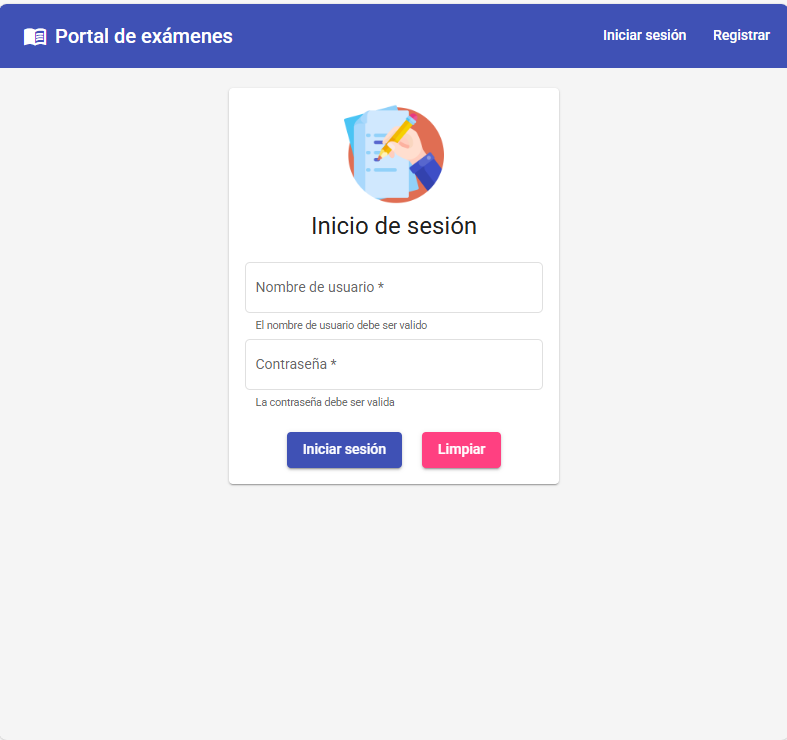 Portal de exámenes
Iniciar sesión
Registrar
Inicio de sesión
Nombre de usuario *
El nombre de usuario debe ser valido
Contraseña *
La contraseña debe ser valida
Iniciar sesión
Limpiar